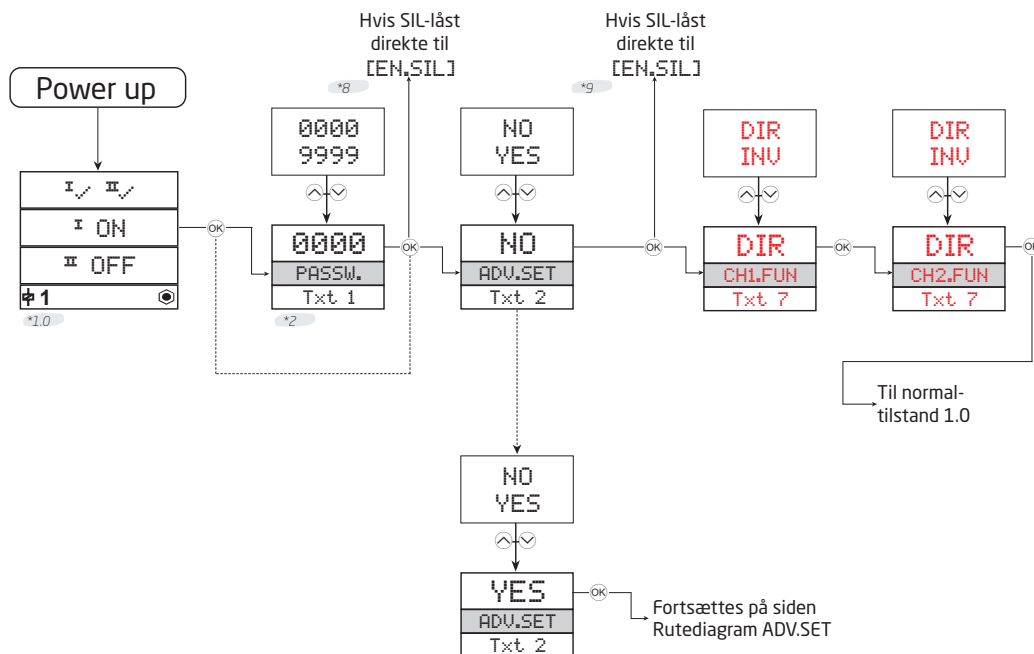 Hvis SIL-låst
direkte til
[EN.SIL]
Hvis SIL-låst
direkte til
[EN.SIL]
Power up
*8
*9
0000
9999
NO
YES
DIR
INV
DIR
INV
I✓ II✓
I ON
II OFF
1
*1.0
OK
0000
PASSW.
Txt 1
*2
OK
NO
ADV.SET
Txt 2
OK
DIR
CH1.FUN
Txt 7
OK
DIR
CH2.FUN
Txt 7
OK
Til normal-
tilstand 1.0
NO
YES
YES
ADV.SET
Txt 2
OK
Fortsættes på siden
Rutediagram ADV.SET